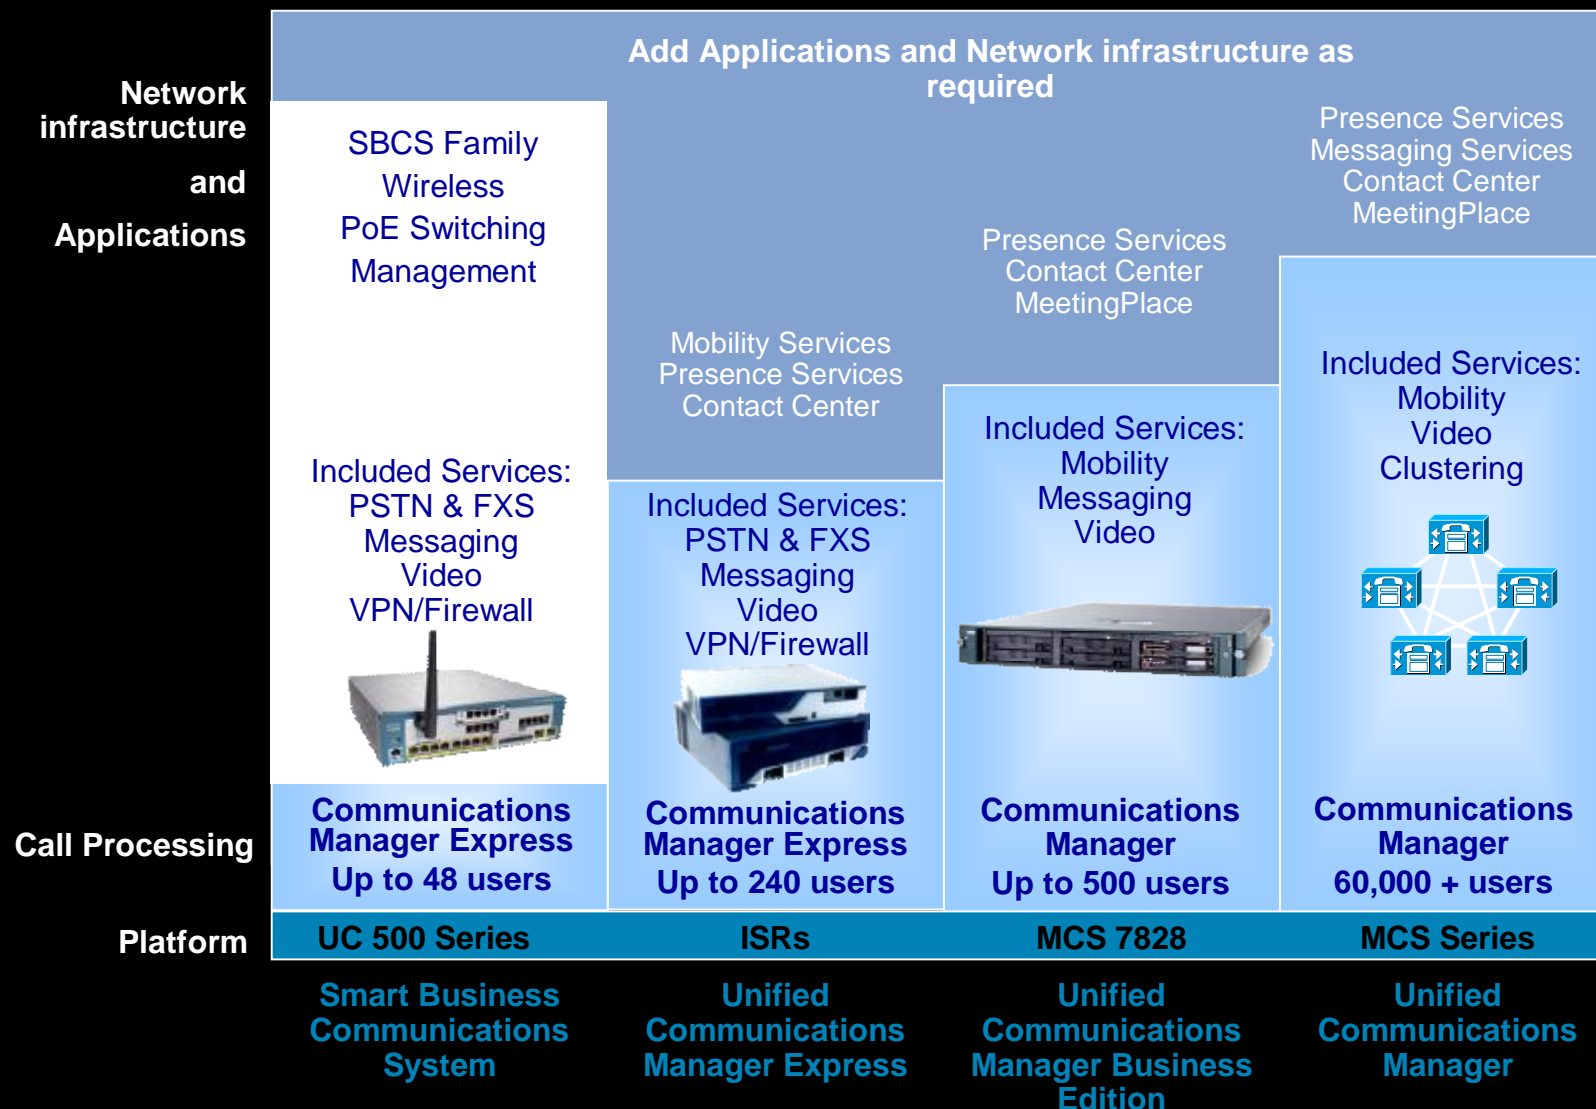 Add Applications and Network infrastructure as
required
Network
infrastructure
and
Applications
SBCS Family
Wireless
PoE Switching
Management
Included Services:
PSTN & FXS
Messaging
Video
VPN/Firewall
Mobility Services
Presence Services
Contact Center
Included Services:
PSTN & FXS
Messaging
Video
VPN/Firewall
Presence Services
Contact Center
MeetingPlace
Included Services:
Mobility
Messaging
Video
Presence Services
Messaging Services
Contact Center
MeetingPlace
Included Services:
Mobility
Video
Clustering
Call Processing
Communications
Manager Express
Up to 48 users
Communications
Manager Express
Up to 240 users
Communications
Manager
Up to 500 users
Communications
Manager
60,000 + users
Platform
UC 500 Series
ISRs
MCS 7828
MCS Series
Smart Business
Communications
System
Unified
Communications
Manager Express
Unified
Communications
Manager Business
Edition
Unified
Communications
Manager